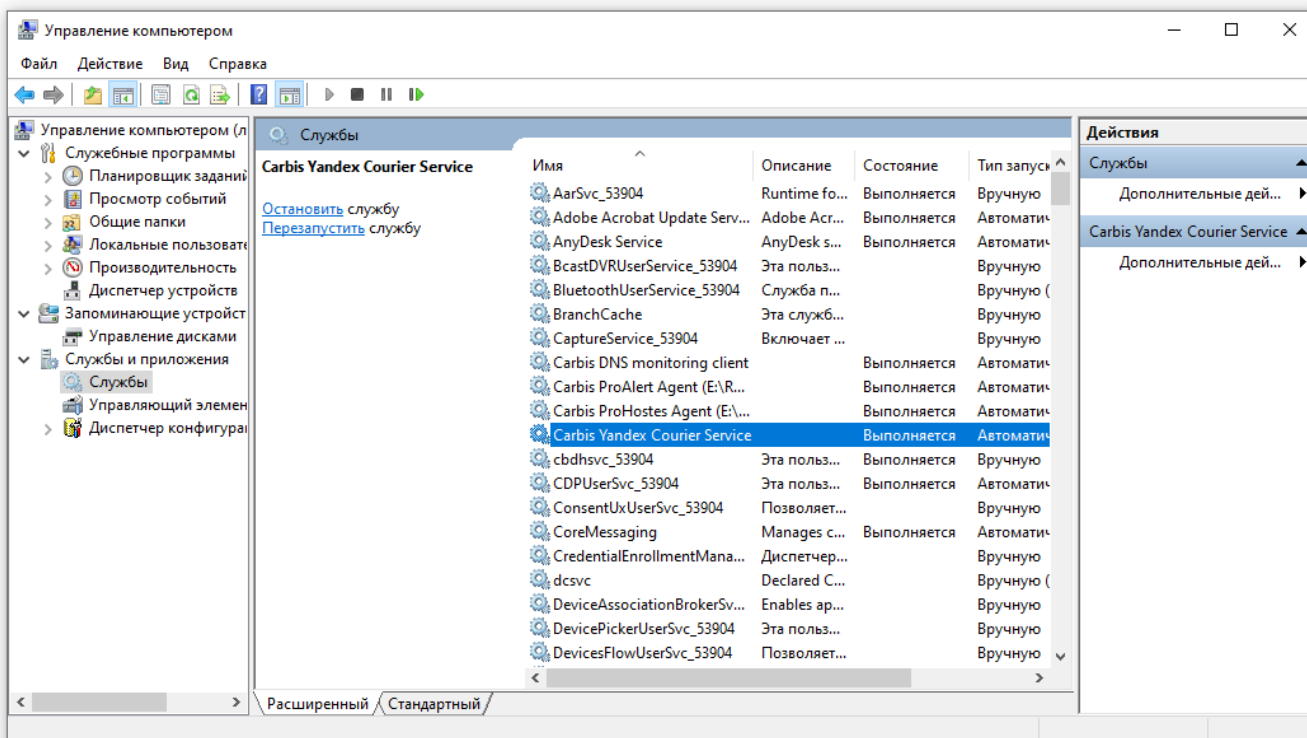 Управление компьютером
Файл Действие Вид Справка
Управление компьютером (л
Служебные программы
Планировщик заданий
Просмотр событий
Общие папки
Локальные пользовате
Производительность
Диспетчер устройств
Запоминающие устройст
Управление дисками
Службы и приложения
Службы
Управляющий элемен
Диспетчер конфигура
Службы
Carbis Yandex Courier Service
Остановить службу
Перезапустить службу
Имя Описание Состояние Тип запуск
AarSvc_53904 Runtime fo... Выполняется Вручную
Adobe Acrobat Update Serv... Adobe Acr... Выполняется Автоматич
AnyDesk Service AnyDesk s... Выполняется Автоматич
BcastDVRUserService_53904 Эта польз... Вручную
BluetoothUserService_53904 Служба п... Вручную (
BranchCache Эта служб... Вручную
CaptureService_53904 Включает ... Вручную
Carbis DNS monitoring client Выполняется Автоматич
Carbis ProAlert Agent (E:\R... Выполняется Автоматич
Carbis ProHostes Agent (E:\... Выполняется Автоматич
Carbis Yandex Courier Service Выполняется Автоматич
cbdhsvc_53904 Эта польз... Выполняется Вручную
CDPUserSvc_53904 Эта польз... Выполняется Автоматич
ConsentUxUserSvc_53904 Позволяет... Вручную
CoreMessaging Manages c... Выполняется Автоматич
CredentialEnrollmentMana... Диспетчер... Вручную
dcsvc Declared C... Вручную (
DeviceAssociationBrokerSv... Enables ap... Вручную
DevicePickerUserSvc_53904 Эта польз... Вручную
DevicesFlowUserSvc_53904 Позволяет... Вручную
Расширенный Стандартный
Действия
Службы
Дополнительные дей...
Carbis Yandex Courier Service
Дополнительные дей...